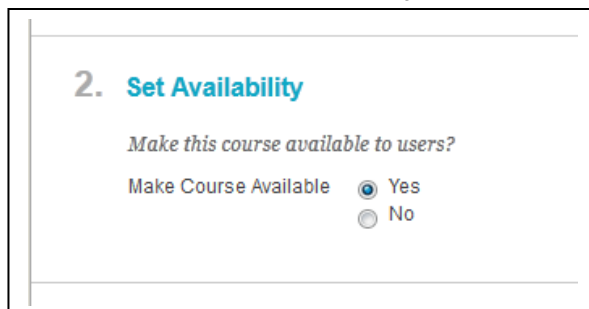 2. Set Availability
Make this course available to users?
Make Course Available Yes
No